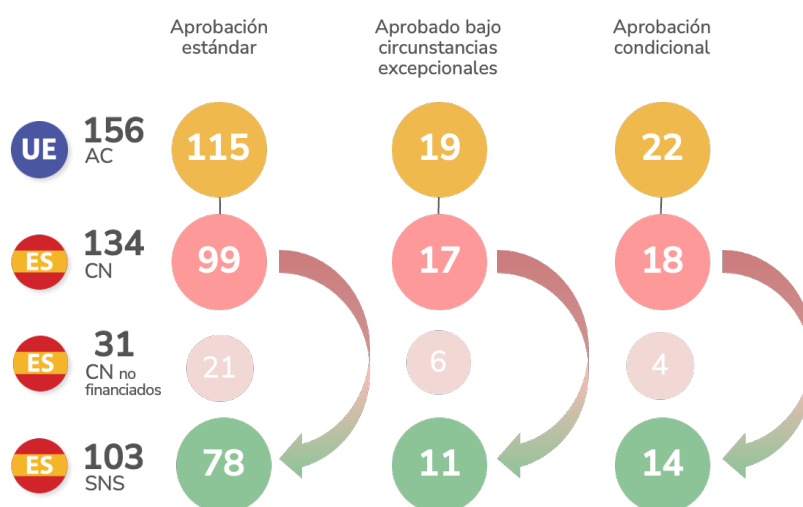 Aprobación
estándar
Aprobado bajo
circunstancias
excepcionales
Aprobación
condicional
UE
156
AC
115
19
22
ES
134
CN
99
17
18
ES
31
CN no
financiados
21
6
4
ES
103
SNS
78
11
14